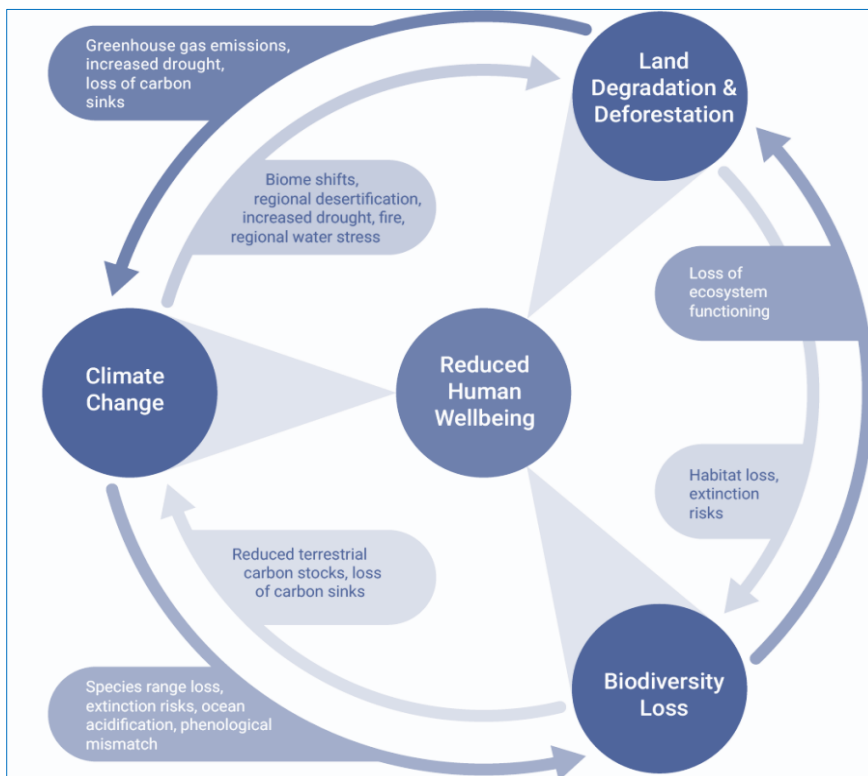 Greenhouse gas emissions,
increased drought,
loss of carbon
sinks
Land
Degradation &
Deforestation
Biome shifts,
regional desertification,
increased drought, fire,
regional water stress
Loss of
ecosystem
functioning
Climate
Change
Reduced
Human
Wellbeing
Habitat loss,
extinction
risks
Reduced terrestrial
carbon stocks, loss
of carbon sinks
Species range loss,
extinction risks, ocean
acidification, phenological
mismatch
Biodiversity
Loss